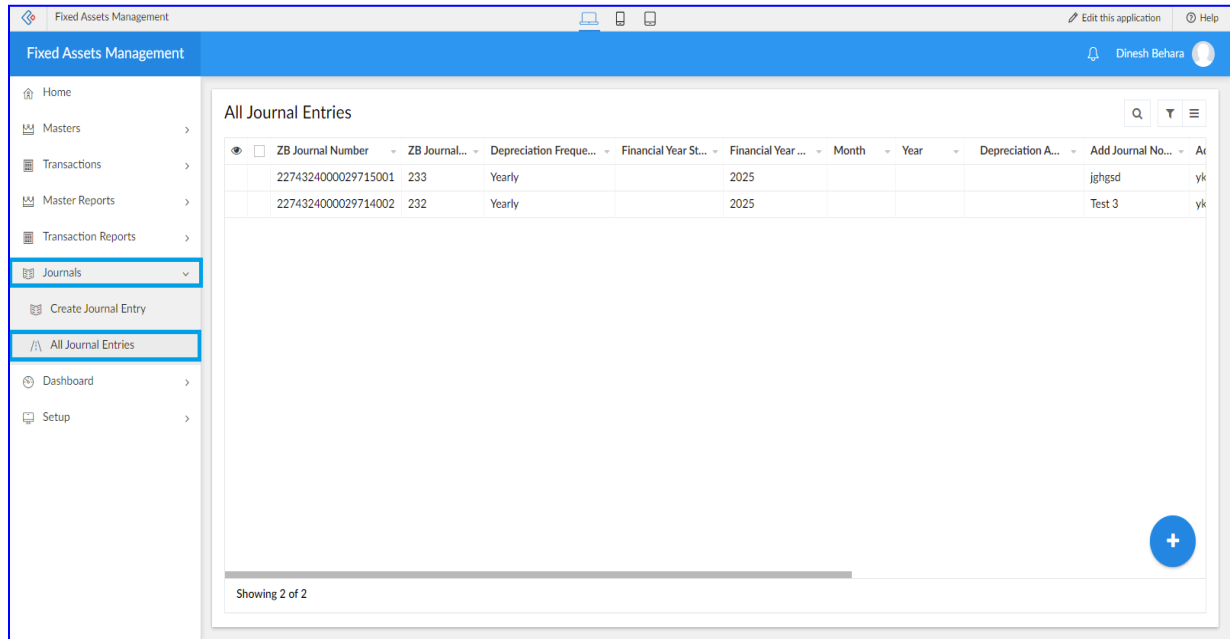 Fixed Assets Management Edit this application Help
Fixed Assets Management Dinesh Behara
Home
Masters
Transactions
Master Reports
Transaction Reports
Journals
Create Journal Entry
All Journal Entries
Dashboard
Setup
All Journal Entries
ZB Journal Number ZB Journal... Depreciation Freque... Financial Year St... Financial Year ... Month Year Depreciation A... Add Journal No... Ad
2274324000029715001 233 Yearly 2025 jghgsd yk
2274324000029714002 232 Yearly 2025 Test 3 yk
Showing 2 of 2